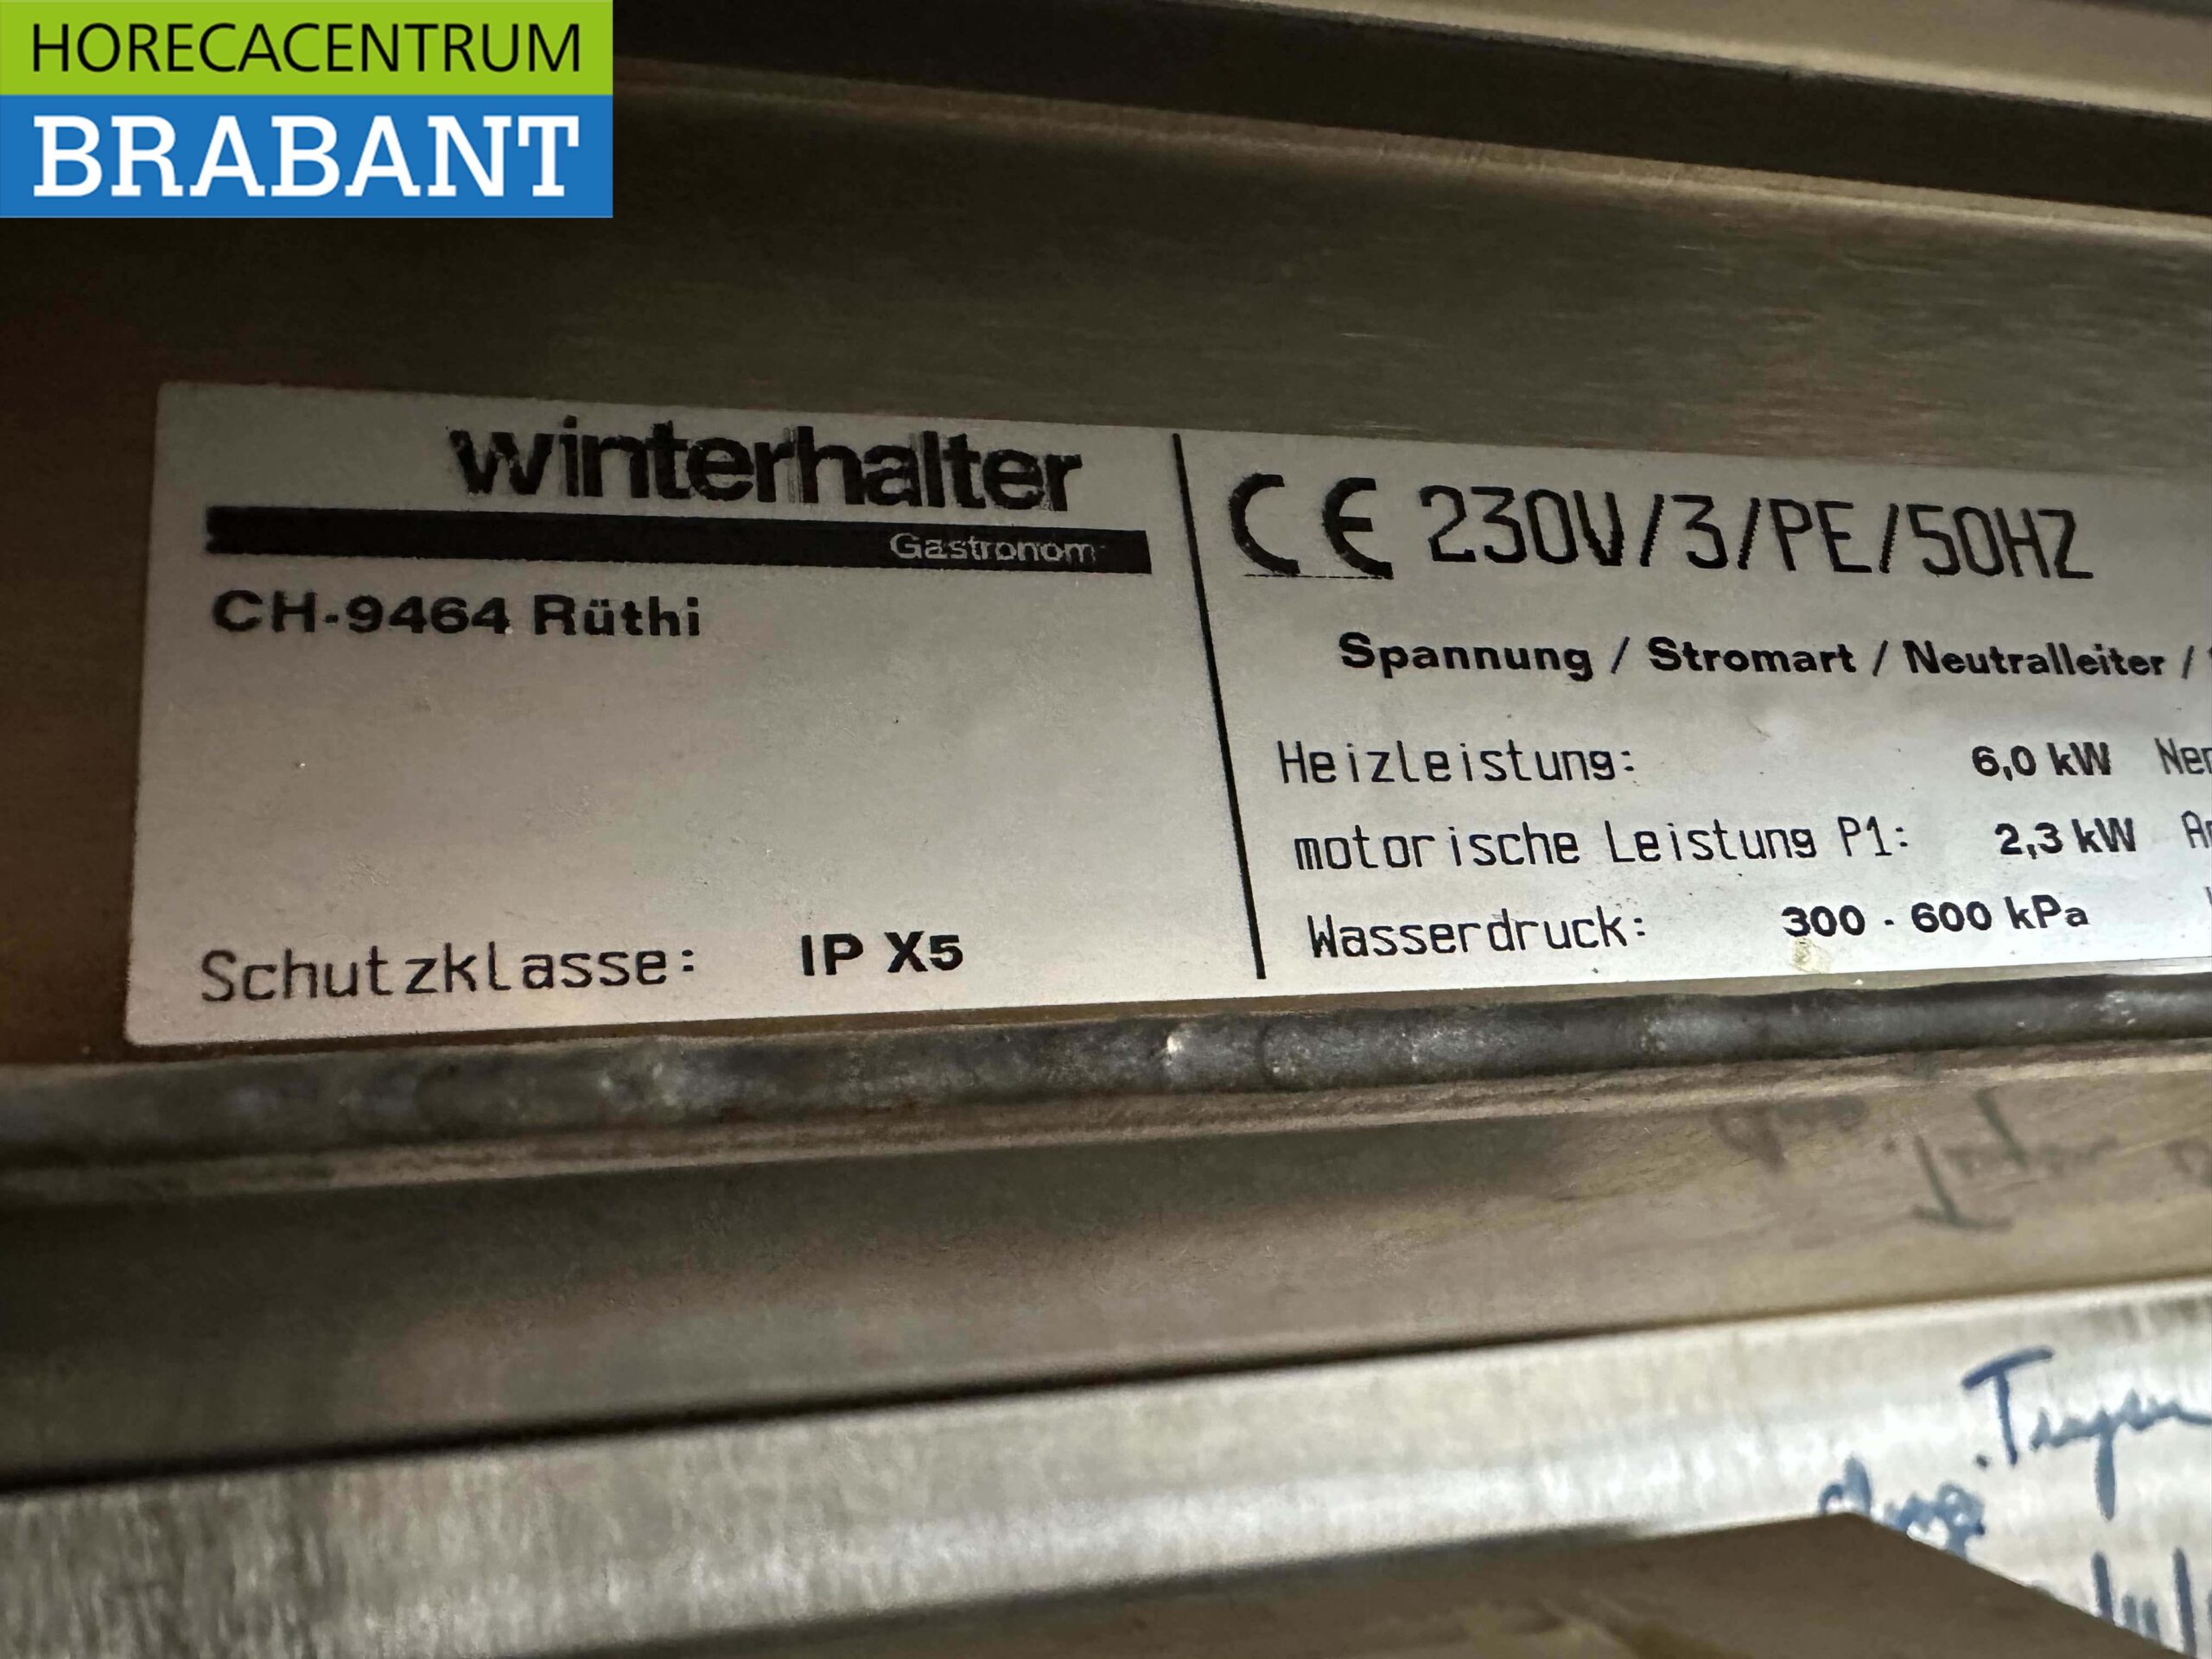 HORECACENTRUM
BRABANT
winterhalter
Gastronom
CH-9464 Rüthi
Schutzklasse: IP X5
CE 230V/3/PE/50HZ
Spannung / Stromart / Neutralleiter /
Heizleistung: 6,0 kW
motorische Leistung P1: 2,3 kW
Wasserdruck: 300 - 600 kPa